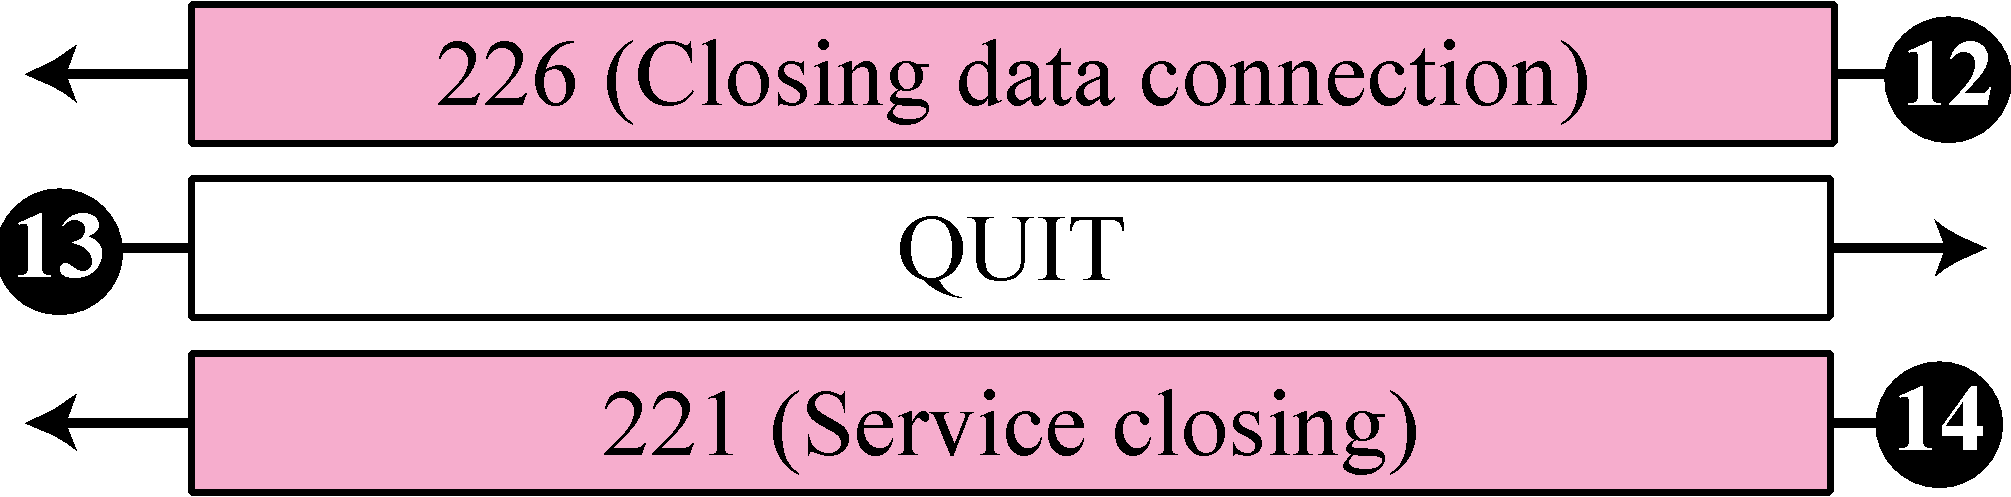 226 (Closing data connection) 12
13 QUIT
221 (Service closing) 14